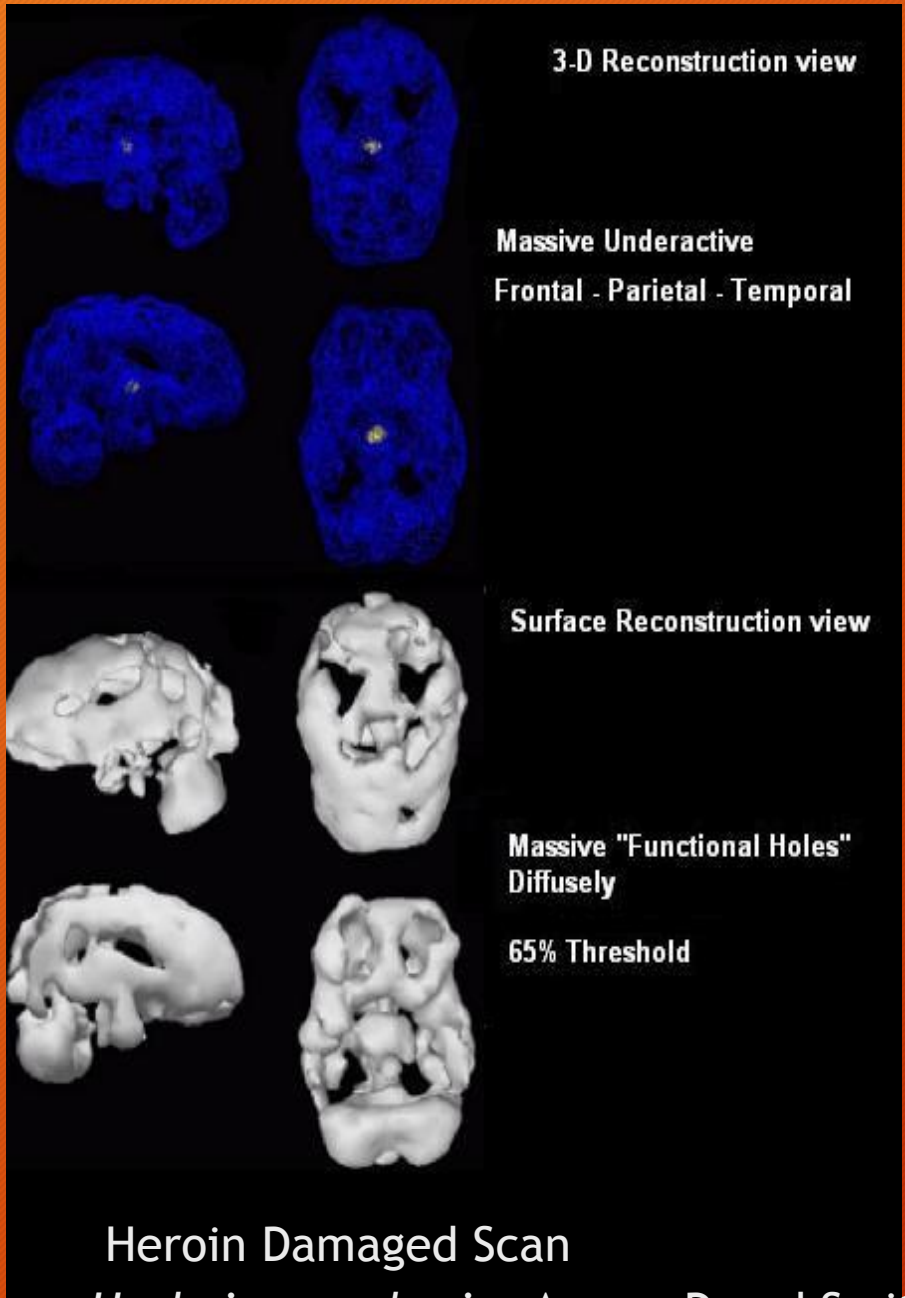 3-D Reconstruction view
Massive Underactive
Frontal - Parietal - Temporal
Surface Reconstruction view
Massive "Functional Holes"
Diffusely
65% Threshold
Heroin Damaged Scan